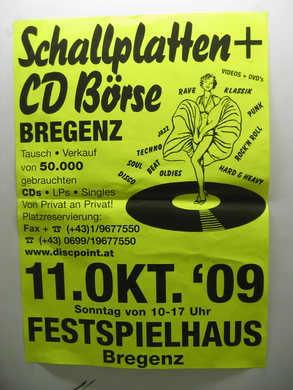 Schallplatten+
CD Börse
BREGENZ
Tausch • Verkauf
von 50.000
gebrauchten
CDs • LPs • Singles
Von Privat an Privat!
Platzreservierung:
Fax + ☎ (+43)1/9677550
☎ (+43) 0699/19677550
www.discpoint.at
VIDEOS + DVD's
RAVE
KLASSIK
PUNK
JAZZ
ROCK'N ROLL
TECHNO
HARD & HEAVY
SOUL
BEAT
OLDIES
DISCO
11.OKT. '09
Sonntag von 10-17 Uhr
FESTSPIELHAUS
Bregenz